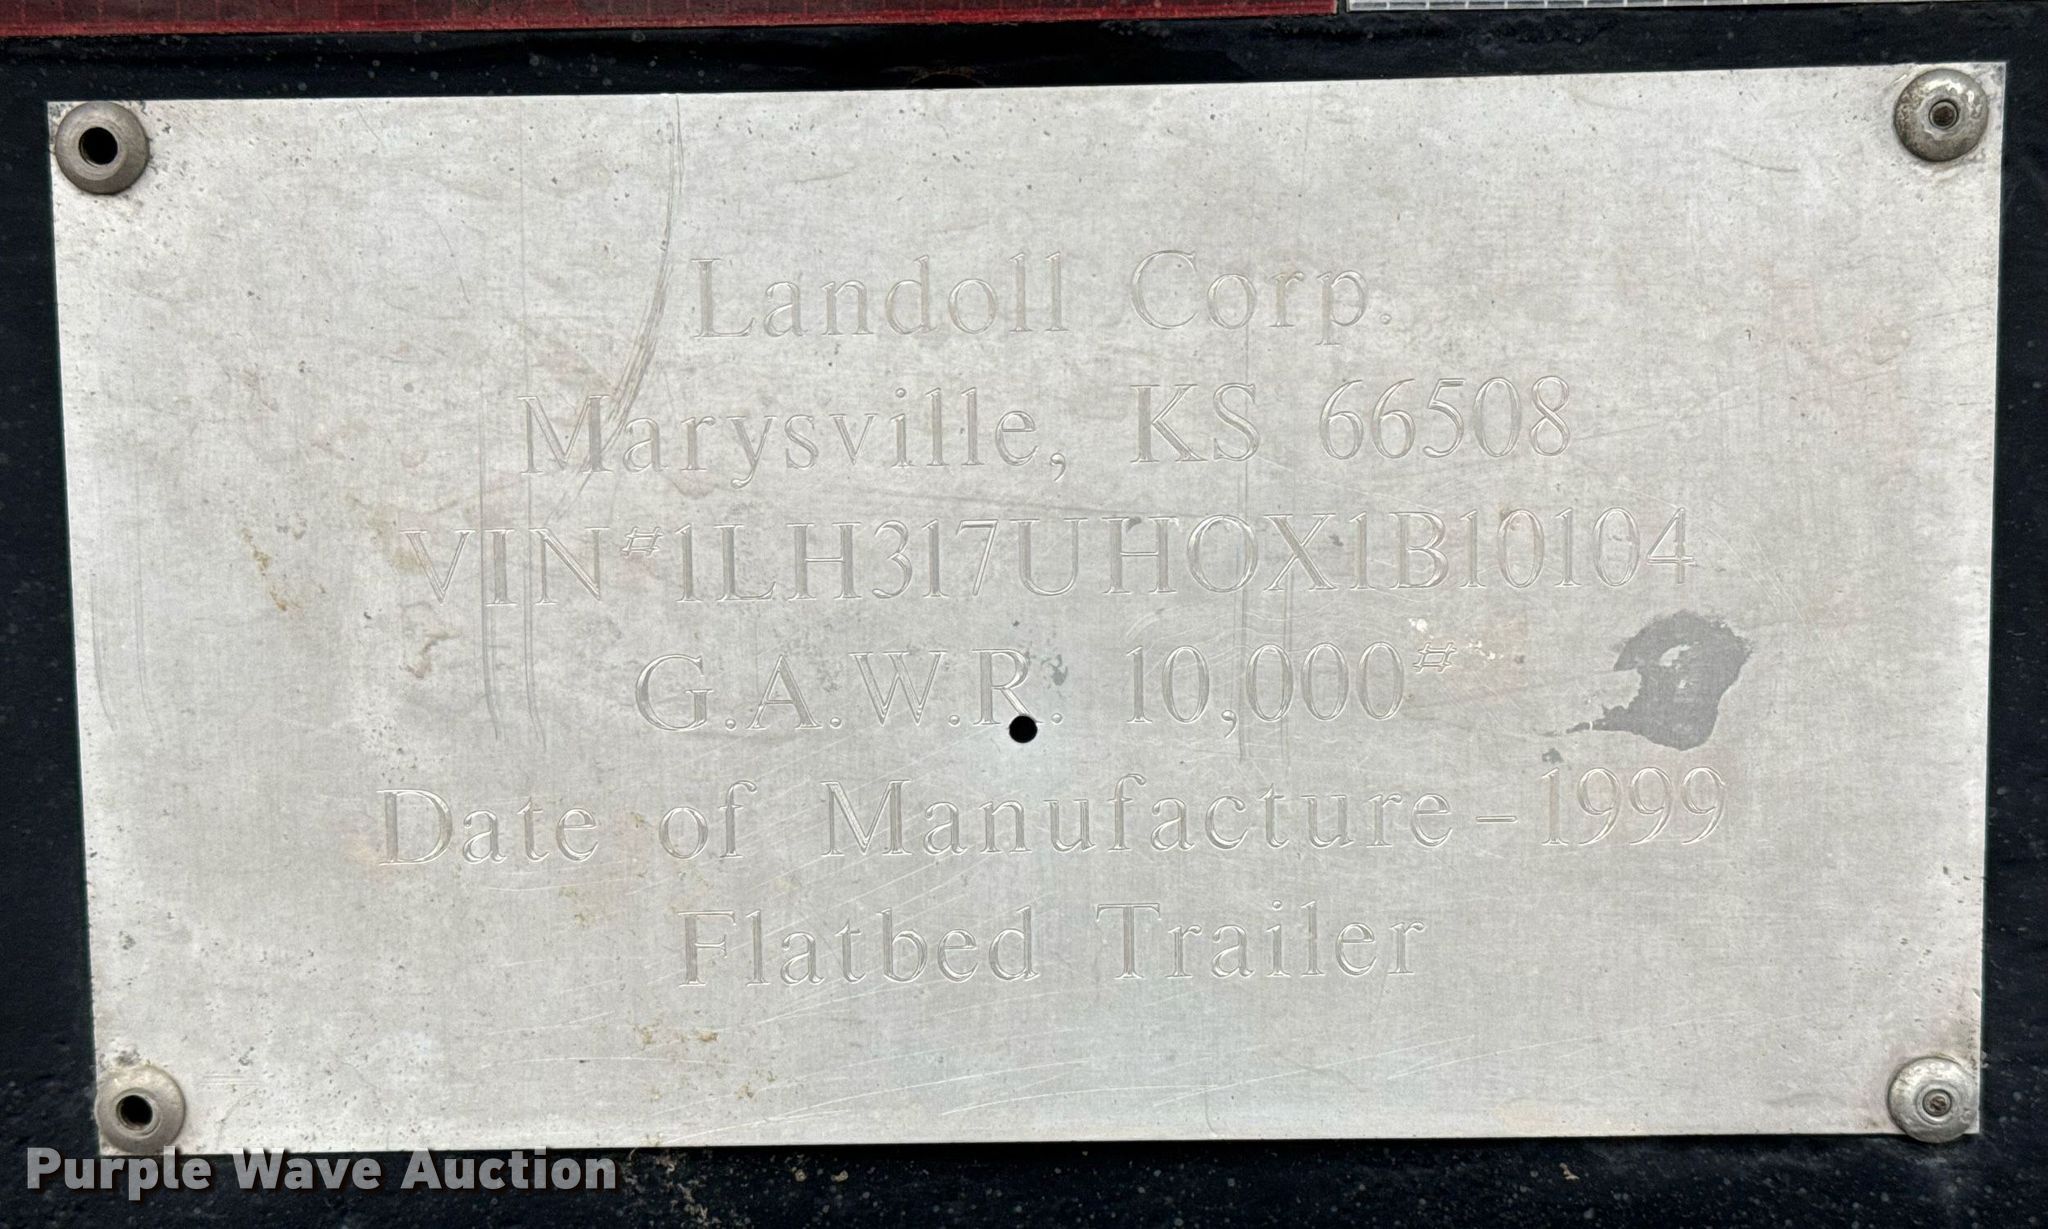 Landoll Corp.
Marysville, KS 66508
VIN#1LH317UHOX1B10104
G.A.W.R. 10,000#
Date of Manufacture-1999
Flatbed Trailer
Purple Wave Auction